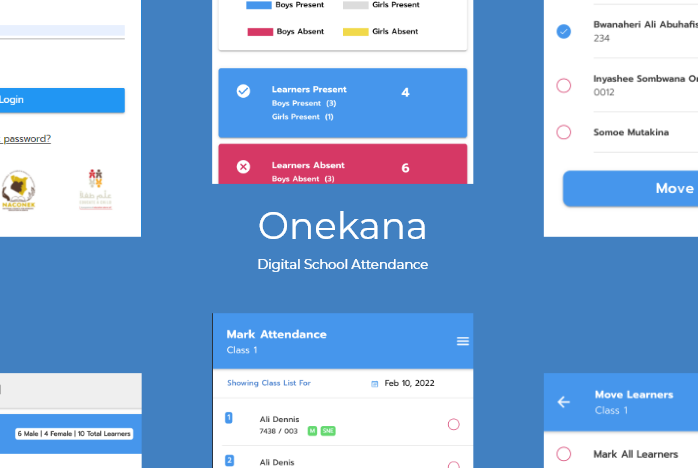 Login
password?
MACONEK
Boys Present
Girls Present
Boys Absent
Girls Absent
Learners Present
4
Boys Present (3)
Girls Present (1)
Learners Absent
6
Boys Absent (3)
Bwanaheri Ali Abuhafis
234
Inyashee Sombwana
0012
Somoe Mutakina
Move
Onekana
Digital School Attendance
6 Male | 4 Female | 10 Total Learners
Mark Attendance
Class 1
Showing Class List For
Feb 10, 2022
1
Ali Dennis
7438 / 003
M
SNE
2
Ali Denis
Move Learners
Class 1
Mark All Learners